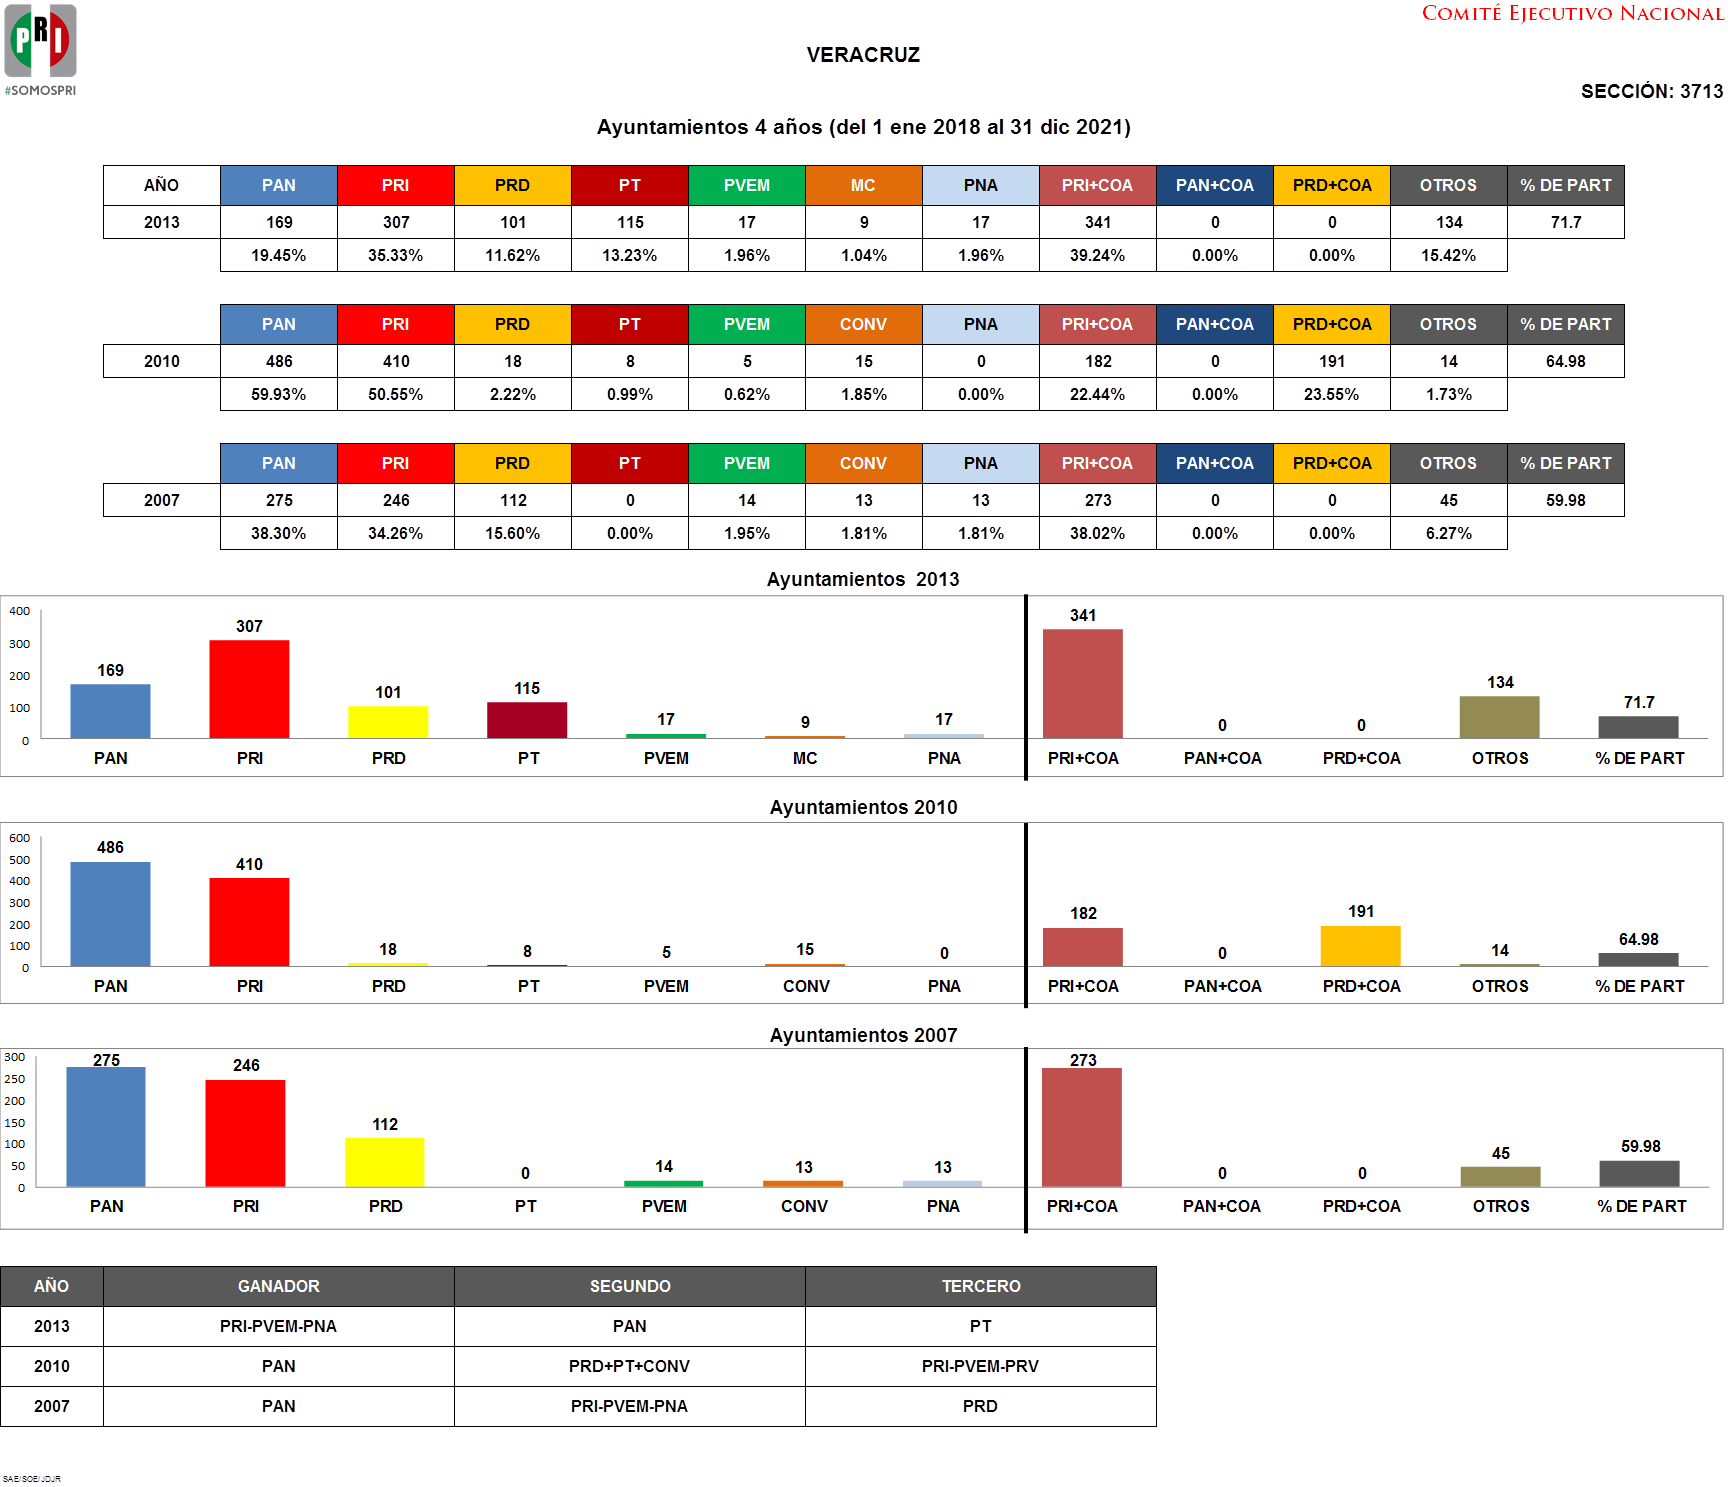 PRI
#SOMOSPRI
COMITÉ EJECUTIVO NACIONAL
VERACRUZ
SECCIÓN: 3713
Ayuntamientos 4 años (del 1 ene 2018 al 31 dic 2021)
AÑO PAN PRI PRD PT PVEM MC PNA PRI+COA PAN+COA PRD+COA OTROS % DE PART
2013 169 307 101 115 17 9 17 341 0 0 134 71.7
19.45% 35.33% 11.62% 13.23% 1.96% 1.04% 1.96% 39.24% 0.00% 0.00% 15.42%
PAN PRI PRD PT PVEM CONV PNA PRI+COA PAN+COA PRD+COA OTROS % DE PART
2010 486 410 18 8 5 15 0 182 0 191 14 64.98
59.93% 50.55% 2.22% 0.99% 0.62% 1.85% 0.00% 22.44% 0.00% 23.55% 1.73%
PAN PRI PRD PT PVEM CONV PNA PRI+COA PAN+COA PRD+COA OTROS % DE PART
2007 275 246 112 0 14 13 13 273 0 0 45 59.98
38.30% 34.26% 15.60% 0.00% 1.95% 1.81% 1.81% 38.02% 0.00% 0.00% 6.27%
Ayuntamientos 2013
400
300
200
100
0
169 307 101 115 17 9 17 341 0 0 134 71.7
PAN PRI PRD PT PVEM MC PNA PRI+COA PAN+COA PRD+COA OTROS % DE PART
Ayuntamientos 2010
600
500
400
300
200
100
0
486 410 18 8 5 15 0 182 0 191 14 64.98
PAN PRI PRD PT PVEM CONV PNA PRI+COA PAN+COA PRD+COA OTROS % DE PART
Ayuntamientos 2007
300
250
200
150
100
50
0
275 246 112 0 14 13 13 273 0 0 45 59.98
PAN PRI PRD PT PVEM CONV PNA PRI+COA PAN+COA PRD+COA OTROS % DE PART
AÑO GANADOR SEGUNDO TERCERO
2013 PRI-PVEM-PNA PAN PT
2010 PAN PRD+PT+CONV PRI-PVEM-PRV
2007 PAN PRI-PVEM-PNA PRD
SAE/SOE/JDJR